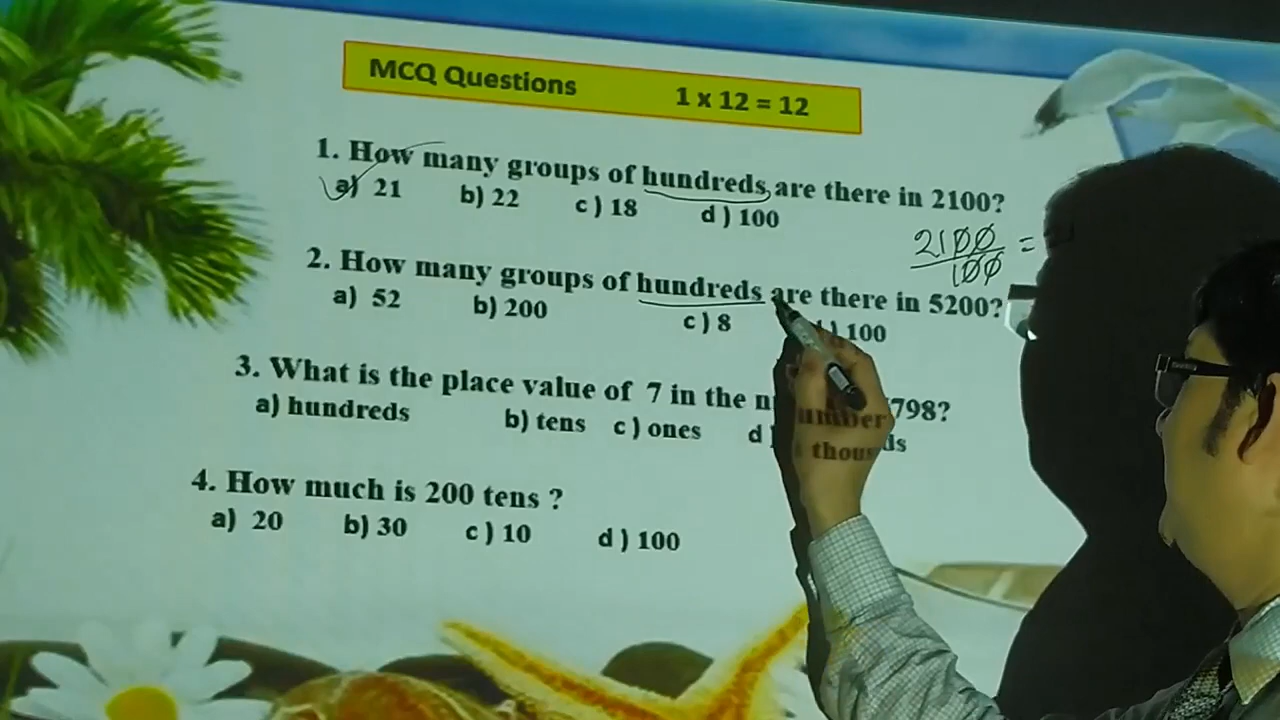 MCQ Questions 1 x 12 = 12
1. How many groups of hundreds are there in 2100?
a) 21 b) 22 c) 18 d) 100
2100 =
100
2. How many groups of hundreds are there in 5200?
a) 52 b) 200 c) 8 d) 100
3. What is the place value of 7 in the number 798?
a) hundreds b) tens c) ones d
4. How much is 200 tens ?
a) 20 b) 30 c) 10 d) 100